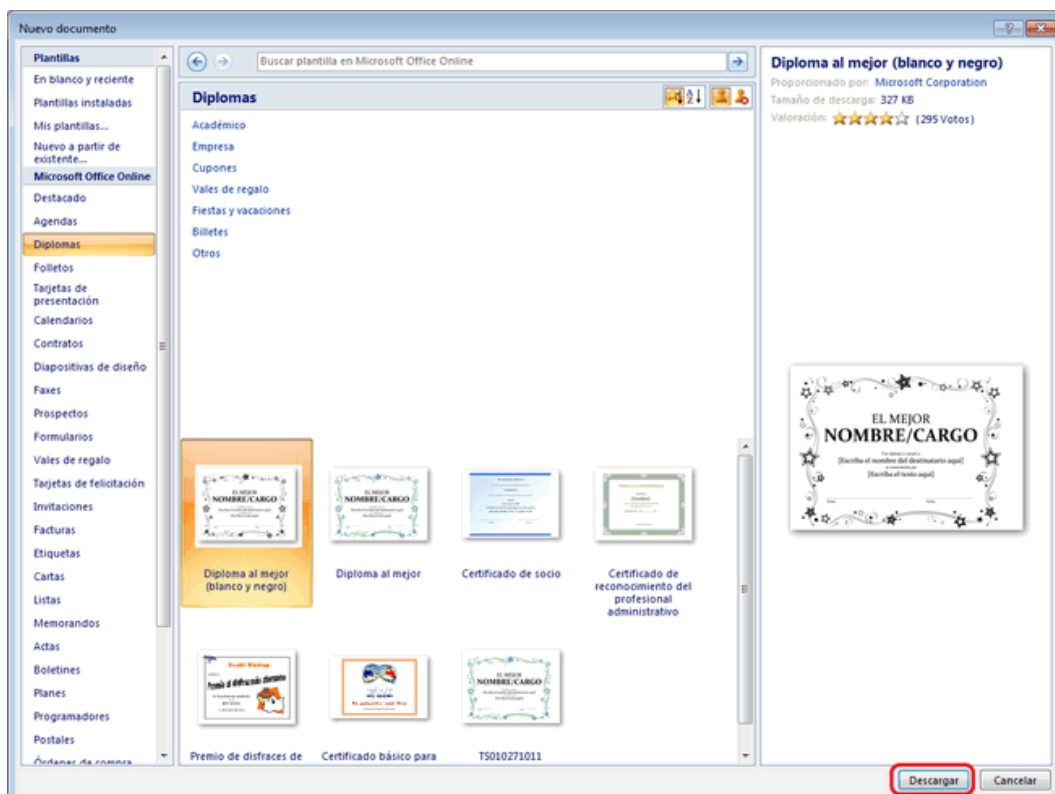 Nuevo documento
Plantillas
En blanco y reciente
Plantillas instaladas
Mis plantillas...
Nuevo a partir de
existente...
Microsoft Office Online
Destacado
Agendas
Diplomas
Folletos
Tarjetas de
presentación
Calendarios
Contratos
Diapositivas de diseño
Faxes
Prospectos
Formularios
Vales de regalo
Tarjetas de felicitación
Invitaciones
Facturas
Etiquetas
Cartas
Listas
Memorandos
Actas
Boletines
Planes
Programadores
Postales
Órdenes de compra
Buscar plantilla en Microsoft Office Online
Diplomas
Académico
Empresa
Cupones
Vales de regalo
Fiestas y vacaciones
Billetes
Otros
EL MEJOR
NOMBRE/CARGO
Diploma al mejor
(blanco y negro)
EL MEJOR
NOMBRE/CARGO
Diploma al mejor
Certificado de socio
Certificado de
reconocimiento del
profesional
administrativo
Premio de disfraces de
Certificado básico para
EL MEJOR
NOMBRE/CARGO
TS010271011
Diploma al mejor (blanco y negro)
Proporcionado por: Microsoft Corporation
Tamaño de descarga: 327 KB
Valoración: (295 Votos)
EL MEJOR
NOMBRE/CARGO
[Escriba el nombre del destinatario aquí]
[Escriba el texto aquí]
Descargar
Cancelar